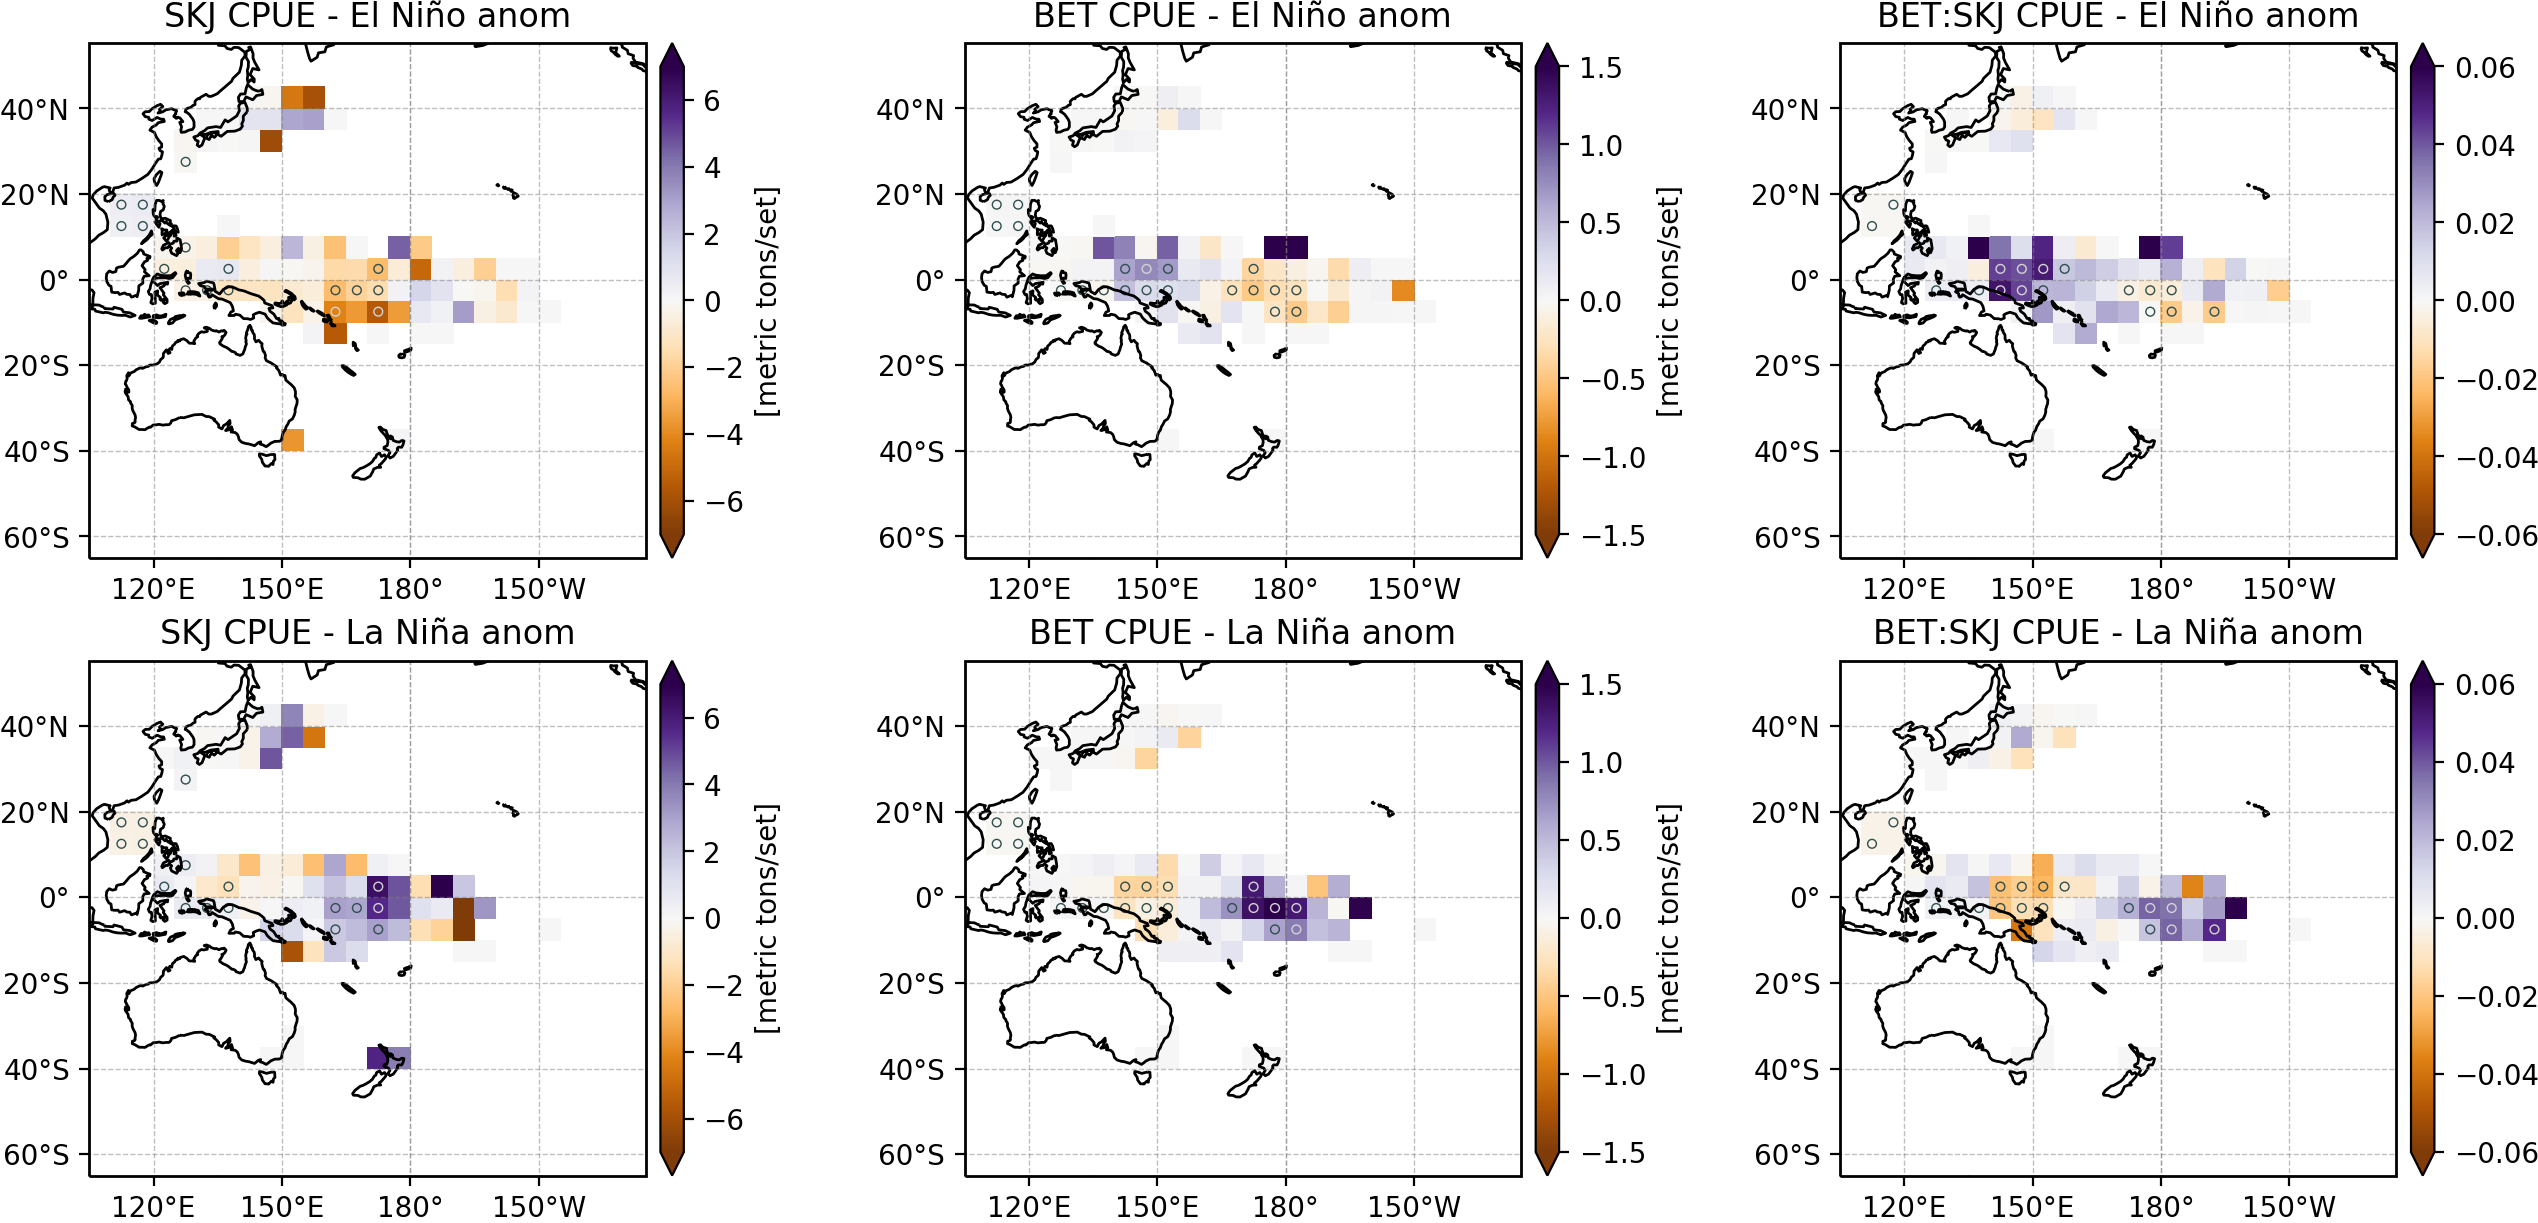 SKJ CPUE - El Niño anom
40°N
20°N
0°
20°S
40°S
60°S
120°E 150°E 180° 150°W
6
4
2
0
−2
−4
−6
[metric tons/set]
BET CPUE - El Niño anom
40°N
20°N
0°
20°S
40°S
60°S
120°E 150°E 180° 150°W
1.5
1.0
0.5
0.0
−0.5
−1.0
−1.5
[metric tons/set]
BET:SKJ CPUE - El Niño anom
40°N
20°N
0°
20°S
40°S
60°S
120°E 150°E 180° 150°W
0.06
0.04
0.02
0.00
−0.02
−0.04
−0.06
SKJ CPUE - La Niña anom
40°N
20°N
0°
20°S
40°S
60°S
120°E 150°E 180° 150°W
6
4
2
0
−2
−4
−6
[metric tons/set]
BET CPUE - La Niña anom
40°N
20°N
0°
20°S
40°S
60°S
120°E 150°E 180° 150°W
1.5
1.0
0.5
0.0
−0.5
−1.0
−1.5
[metric tons/set]
BET:SKJ CPUE - La Niña anom
40°N
20°N
0°
20°S
40°S
60°S
120°E 150°E 180° 150°W
0.06
0.04
0.02
0.00
−0.02
−0.04
−0.06